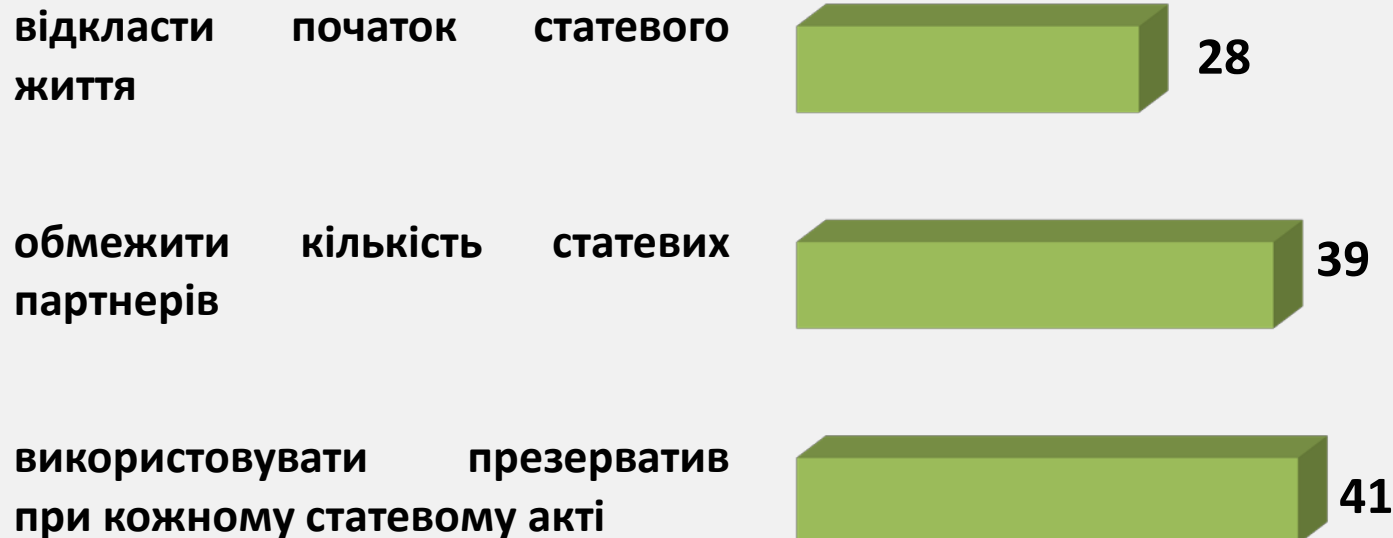 відкласти початок статевого
життя
28
обмежити кількість статевих
партнерів
39
використовувати презерватив
при кожному статевому акті
41